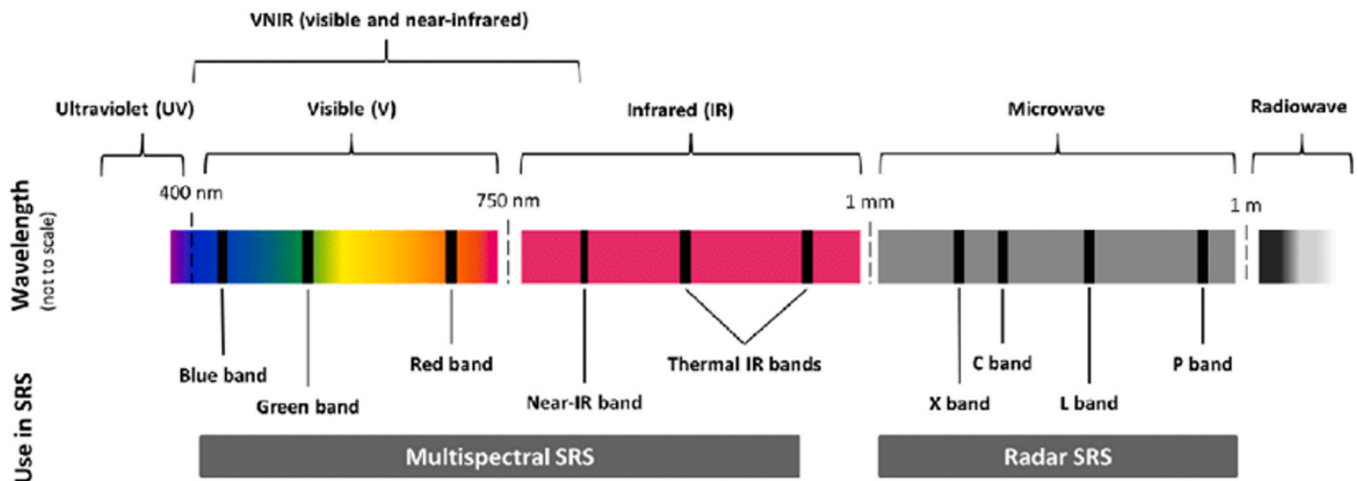 VNIR (visible and near-infrared)
Ultraviolet (UV)
Visible (V)
Infrared (IR)
Microwave
Radiowave
400 nm
750 nm
1 mm
1 m
Wavelength
(not to scale)
Blue band
Green band
Red band
Near-IR band
Thermal IR bands
X band
C band
L band
P band
Use in SRS
Multispectral SRS
Radar SRS